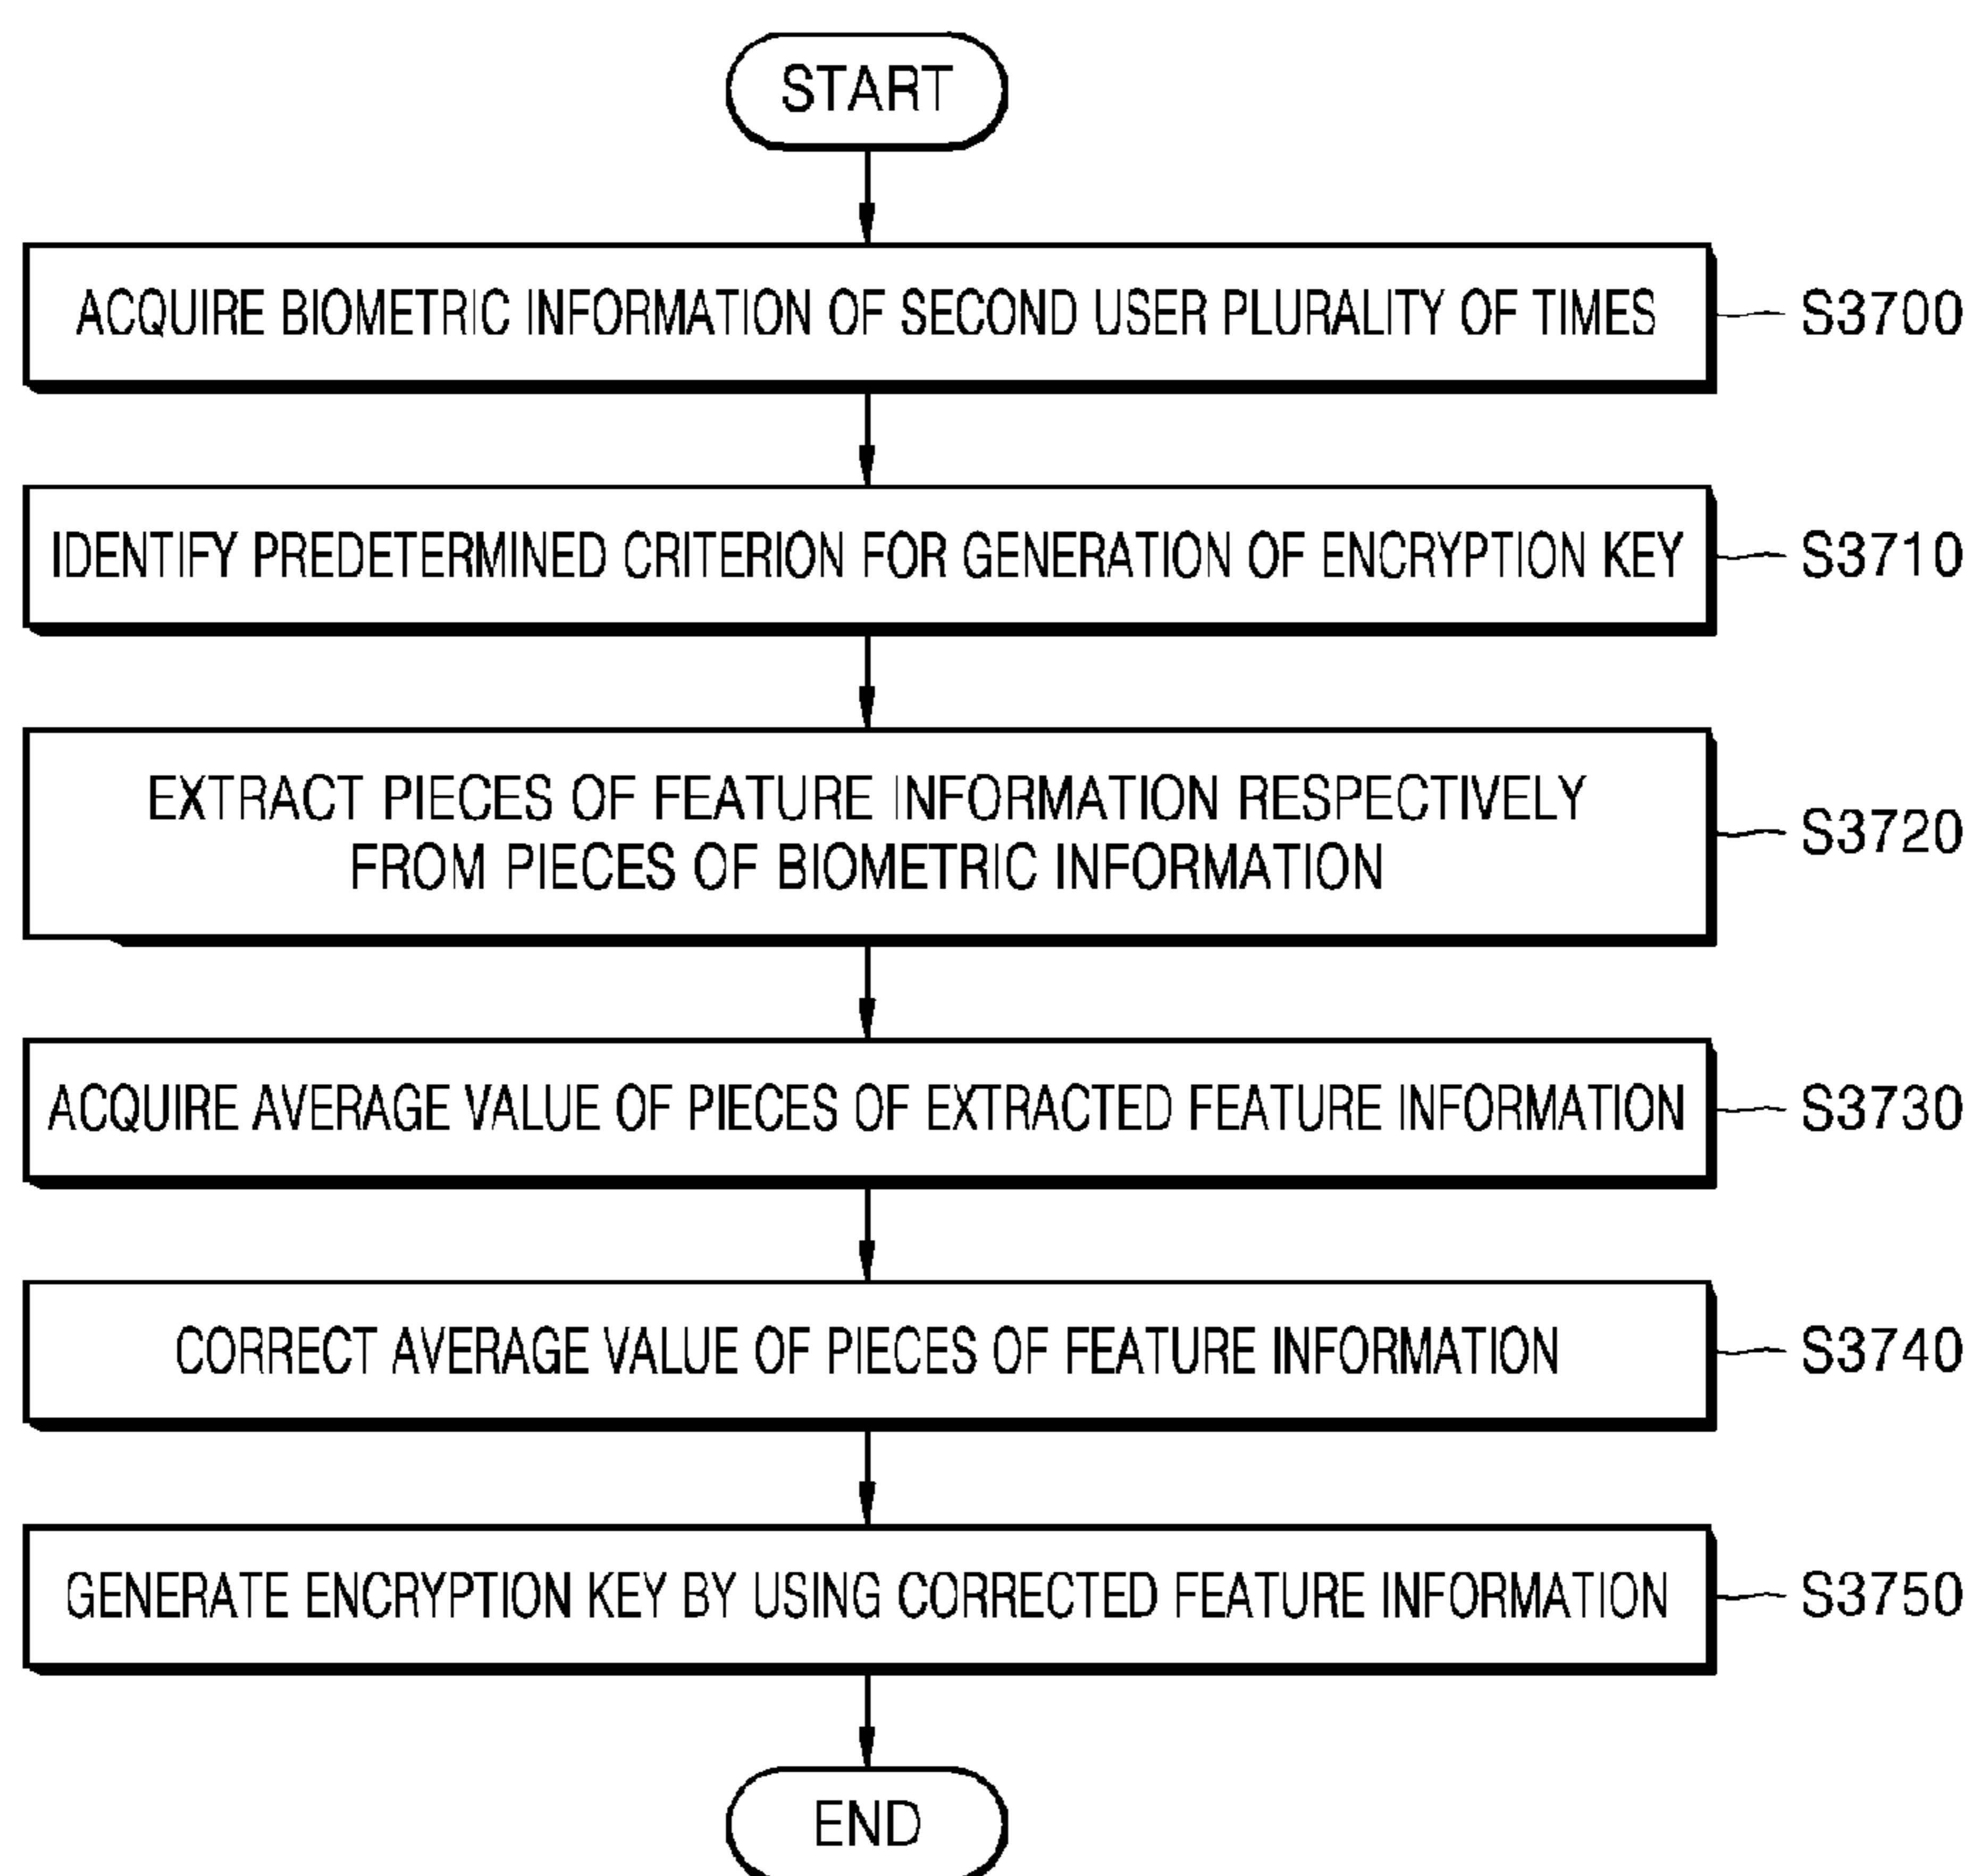 START
ACQUIRE BIOMETRIC INFORMATION OF SECOND USER PLURALITY OF TIMES
S3700
IDENTIFY PREDETERMINED CRITERION FOR GENERATION OF ENCRYPTION KEY
S3710
EXTRACT PIECES OF FEATURE INFORMATION RESPECTIVELY
FROM PIECES OF BIOMETRIC INFORMATION
S3720
ACQUIRE AVERAGE VALUE OF PIECES OF EXTRACTED FEATURE INFORMATION
S3730
CORRECT AVERAGE VALUE OF PIECES OF FEATURE INFORMATION
S3740
GENERATE ENCRYPTION KEY BY USING CORRECTED FEATURE INFORMATION
S3750
END